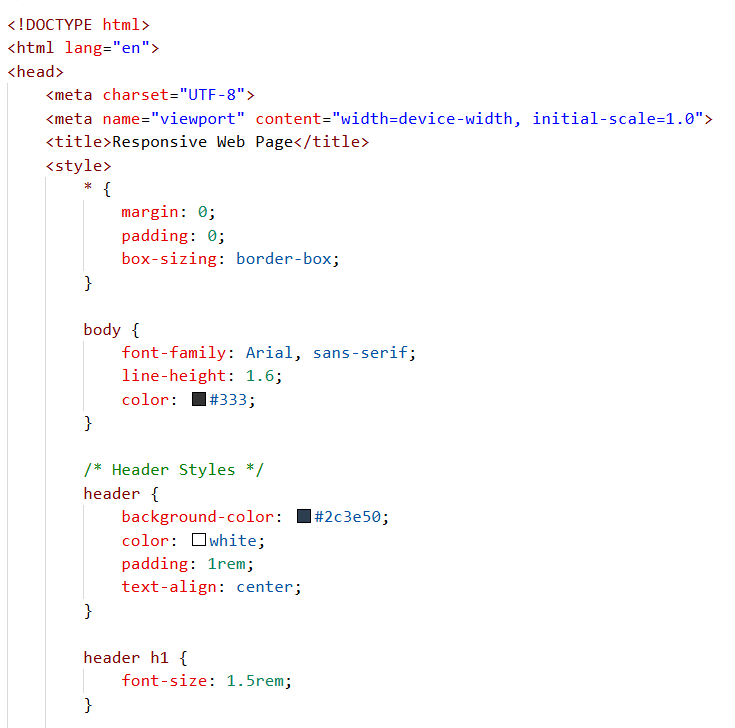 <!DOCTYPE html>
<html lang="en">
<head>
    <meta charset="UTF-8">
    <meta name="viewport" content="width=device-width, initial-scale=1.0">
    <title>Responsive Web Page</title>
    <style>
        * {
            margin: 0;
            padding: 0;
            box-sizing: border-box;
        }

        body {
            font-family: Arial, sans-serif;
            line-height: 1.6;
            color: #333;
        }

        /* Header Styles */
        header {
            background-color: #2c3e50;
            color: white;
            padding: 1rem;
            text-align: center;
        }

        header h1 {
            font-size: 1.5rem;
        }